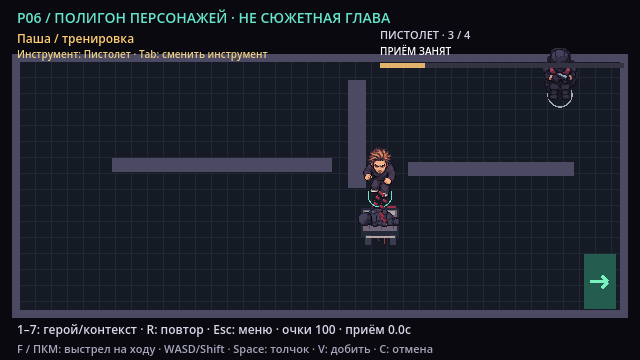 P06 / ПОЛИГОН ПЕРСОНАЖЕЙ · НЕ СЮЖЕТНАЯ ГЛАВА
Паша / тренировка
ПИСТОЛЕТ · 3 / 4
Инструмент: Пистолет · Tab: сменить инструмент
ПРИЁМ ЗАНЯТ
1–7: герой/контекст · R: повтор · Esc: меню · очки 100 · приём 0.0с
F / ПКМ: выстрел на ходу · WASD/Shift · Space: толчок · V: добить · C: отмена